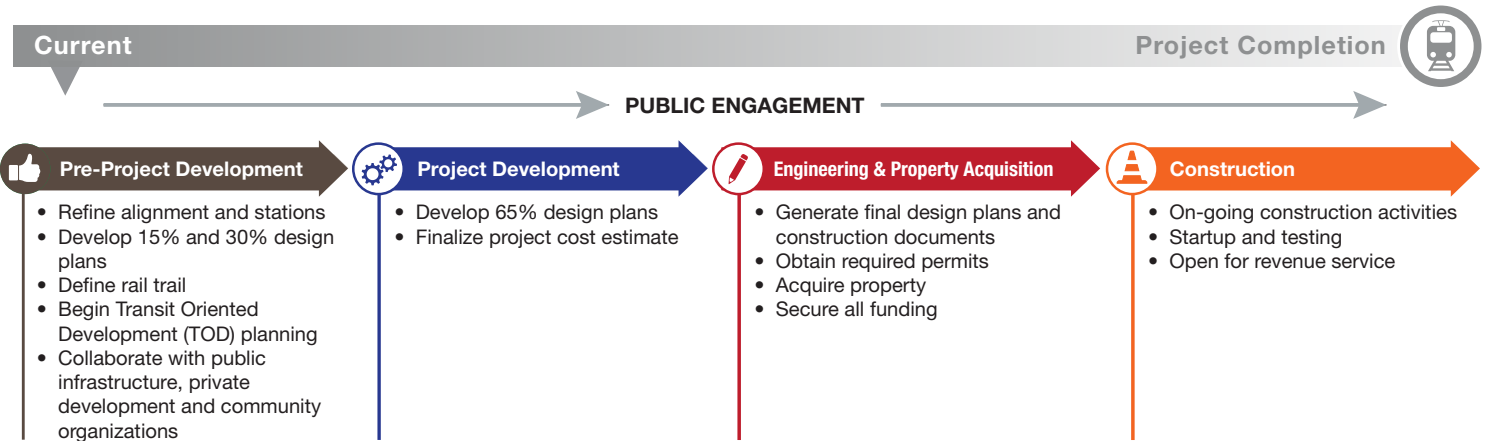 Current
Project Completion
PUBLIC ENGAGEMENT
Pre-Project Development
• Refine alignment and stations
• Develop 15% and 30% design
plans
• Define rail trail
• Begin Transit Oriented
Development (TOD) planning
• Collaborate with public
infrastructure, private
development and community
organizations
Project Development
• Develop 65% design plans
• Finalize project cost estimate
Engineering & Property Acquisition
• Generate final design plans and
construction documents
• Obtain required permits
• Acquire property
• Secure all funding
Construction
• On-going construction activities
• Startup and testing
• Open for revenue service